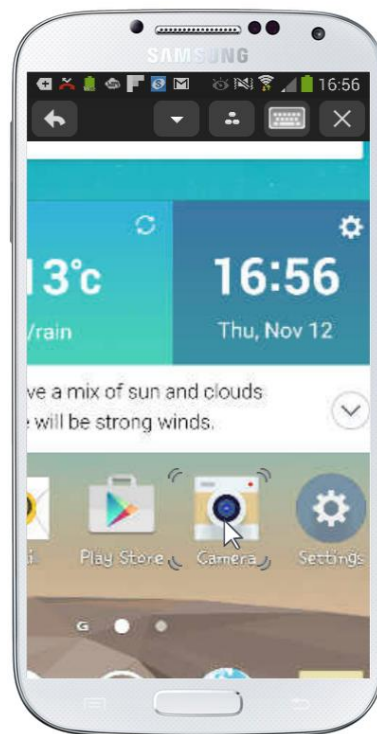 SAMSUNG
16:56
13°c
16:56
/rain
Thu, Nov 12
ve a mix of sun and clouds
will be strong winds.
Play Store
Camera
Settings
G